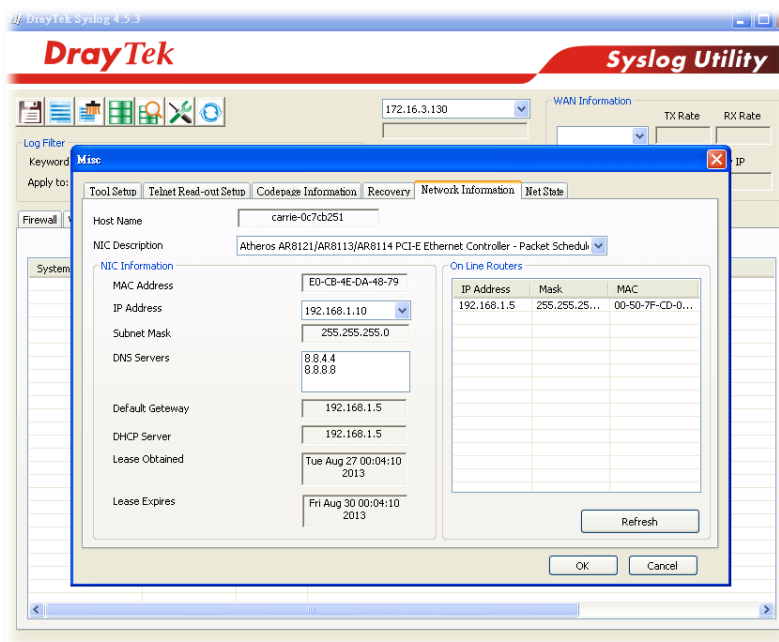 DrayTek Syslog 4.5.3
DrayTek
Syslog Utility
172.16.3.130
WAN Information
TX Rate
RX Rate
Log Filter
Keyword
IP
Apply to:
Misc
Tool Setup
Telnet Read-out Setup
Codepage Information
Recovery
Network Information
Net State
Firewall
Host Name
carrie-0c7cb251
NIC Description
Atheros AR8121/AR8113/AR8114 PCI-E Ethernet Controller - Packet Schedul
System
NIC Information
On Line Routers
MAC Address
E0-CB-4E-DA-48-79
IP Address
Mask
MAC
IP Address
192.168.1.10
192.168.1.5
255.255.25...
00-50-7F-CD-0...
Subnet Mask
255.255.255.0
DNS Servers
8.8.4.4
8.8.8.8
Default Geteway
192.168.1.5
DHCP Server
192.168.1.5
Lease Obtained
Tue Aug 27 00:04:10
2013
Lease Expires
Fri Aug 30 00:04:10
2013
Refresh
OK
Cancel